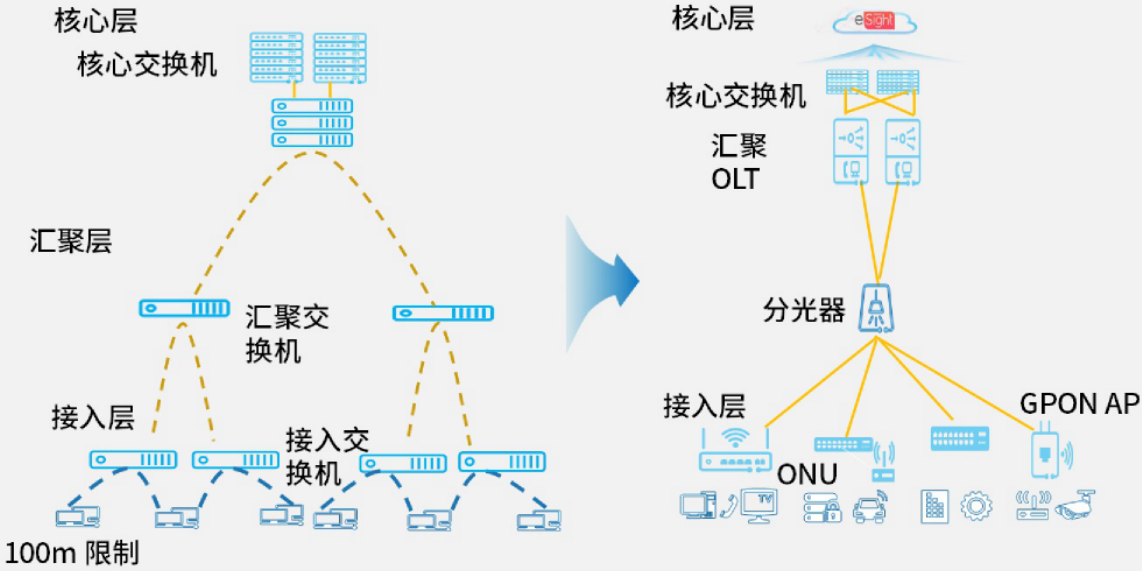 核心层
核心交换机
汇聚层
汇聚交
换机
接入层
接入交
换机
100m 限制
核心层
eSight
核心交换机
汇聚
OLT
分光器
接入层
GPON AP
ONU
TV